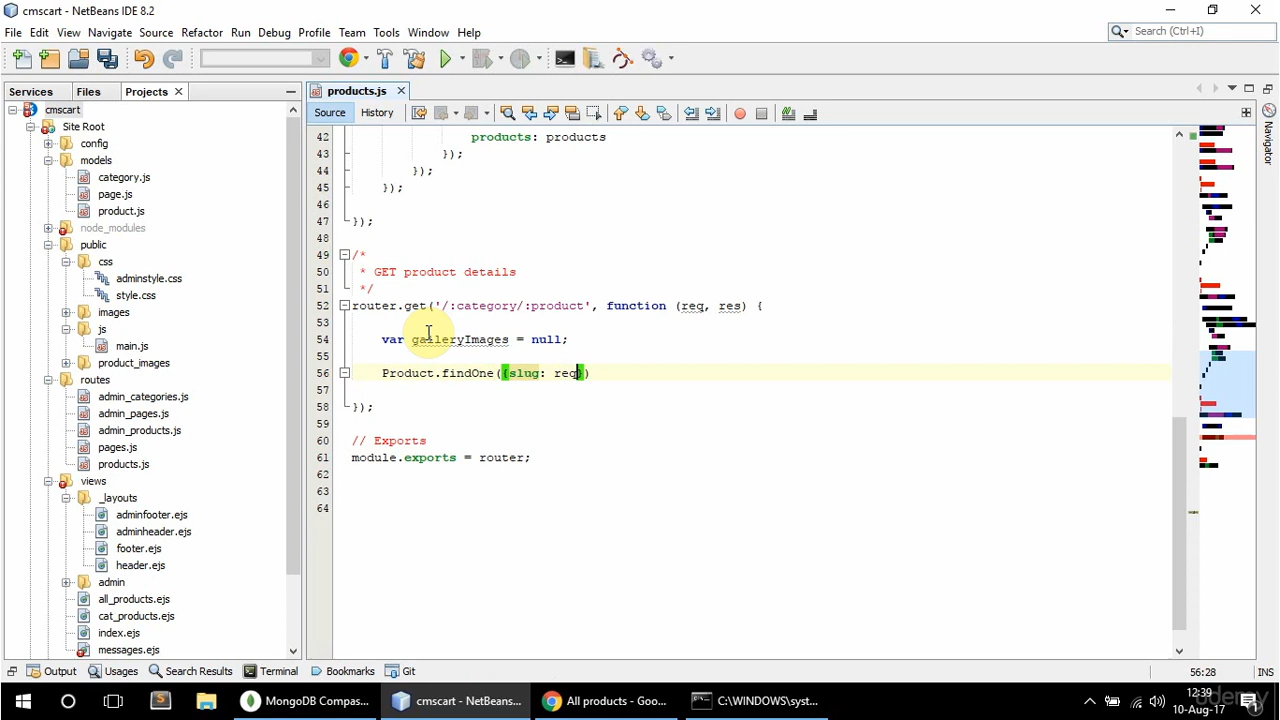 cmscart - NetBeans IDE 8.2
File Edit View Navigate Source Refactor Run Debug Profile Team Tools Window Help
Search (Ctrl+I)
Services Files Projects
products.js
Source History
Navigator
cmscart
Site Root
config
models
category.js
page.js
product.js
node_modules
public
css
adminstyle.css
style.css
images
js
main.js
product_images
routes
admin_categories.js
admin_pages.js
admin_products.js
pages.js
products.js
views
_layouts
adminfooter.ejs
adminheader.ejs
footer.ejs
header.ejs
admin
all_products.ejs
cat_products.ejs
index.ejs
messages.ejs
42 products: products
43 });
44 });
45 });
46
47 });
48
49 /*
50 * GET product details
51 */
52 router.get('/:category/:product', function (req, res) {
53
54 var galleryImages = null;
55
56 Product.findOne({slug: req})
57
58 });
59
60 // Exports
61 module.exports = router;
62
63
64
Output Usages Search Results Terminal Bookmarks Git
56:28 INS
MongoDB Compas... cmscart - NetBeans... All products - Goo... C:\WINDOWS\syst...
12:39
10-Aug-17
udemy